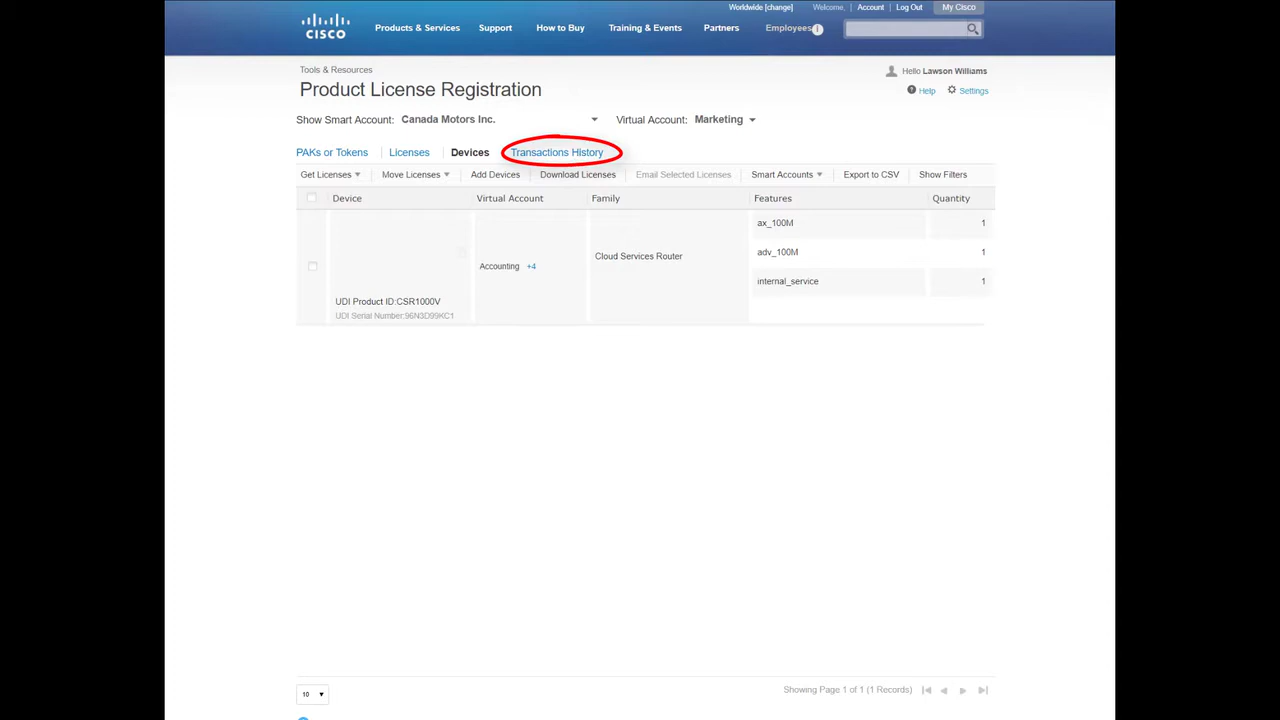 Worldwide [change] Welcome, Account Log Out My Cisco
CISCO Products & Services Support How to Buy Training & Events Partners Employees
Tools & Resources
Hello Lawson Williams
Product License Registration
Help Settings
Show Smart Account: Canada Motors Inc. Virtual Account: Marketing
PAKs or Tokens Licenses Devices Transactions History
Get Licenses Move Licenses Add Devices Download Licenses Email Selected Licenses Smart Accounts Export to CSV Show Filters
Device Virtual Account Family Features Quantity
ax_100M 1
adv_100M 1
Cloud Services Router
Accounting +4
internal_service 1
UDI Product ID:CSR1000V
UDI Serial Number:96N3D99KC1
10 Showing Page 1 of 1 (1 Records)